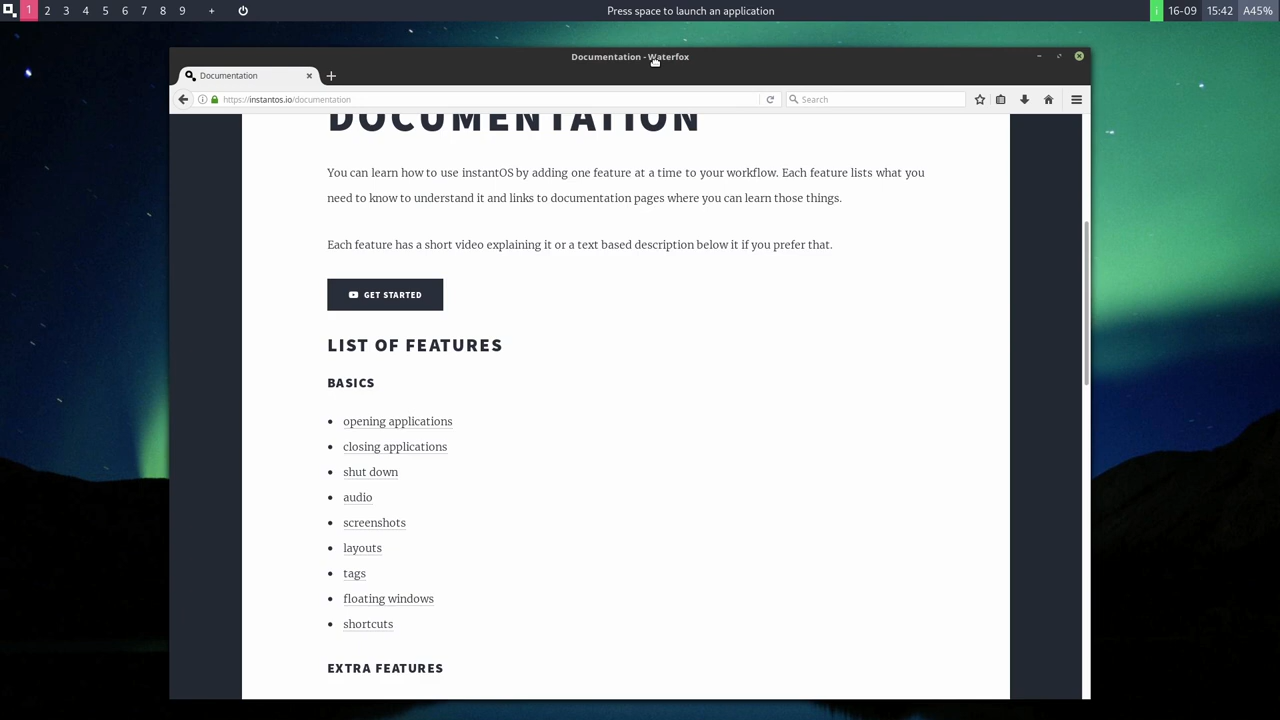 1 2 3 4 5 6 7 8 9 + Press space to launch an application i 16-09 15:42 A45%
Documentation - Waterfox
Documentation
https://instantos.io/documentation Search
DOCUMENTATION
You can learn how to use instantOS by adding one feature at a time to your workflow. Each feature lists what you
need to know to understand it and links to documentation pages where you can learn those things.
Each feature has a short video explaining it or a text based description below it if you prefer that.
GET STARTED
LIST OF FEATURES
BASICS
• opening applications
• closing applications
• shut down
• audio
• screenshots
• layouts
• tags
• floating windows
• shortcuts
EXTRA FEATURES